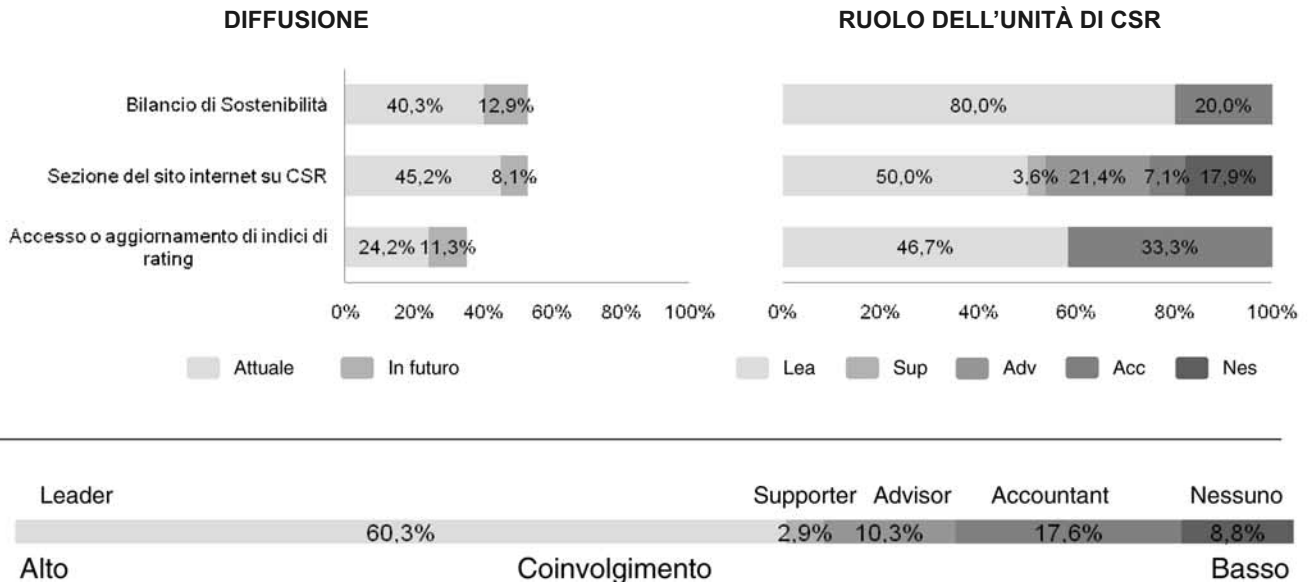 DIFFUSIONE
RUOLO DELL'UNITÀ DI CSR
Bilancio di Sostenibilità
40,3% 12,9%
80,0% 20,0%
Sezione del sito internet su CSR
45,2% 8,1%
50,0% 3,6% 21,4% 7,1% 17,9%
Accesso o aggiornamento di indici di
rating
24,2% 11,3%
46,7% 33,3%
0% 20% 40% 60% 80% 100%
0% 20% 40% 60% 80% 100%
Attuale In futuro
Lea Sup Adv Acc Nes
Leader Supporter Advisor Accountant Nessuno
60,3% 2,9% 10,3% 17,6% 8,8%
Alto Coinvolgimento Basso